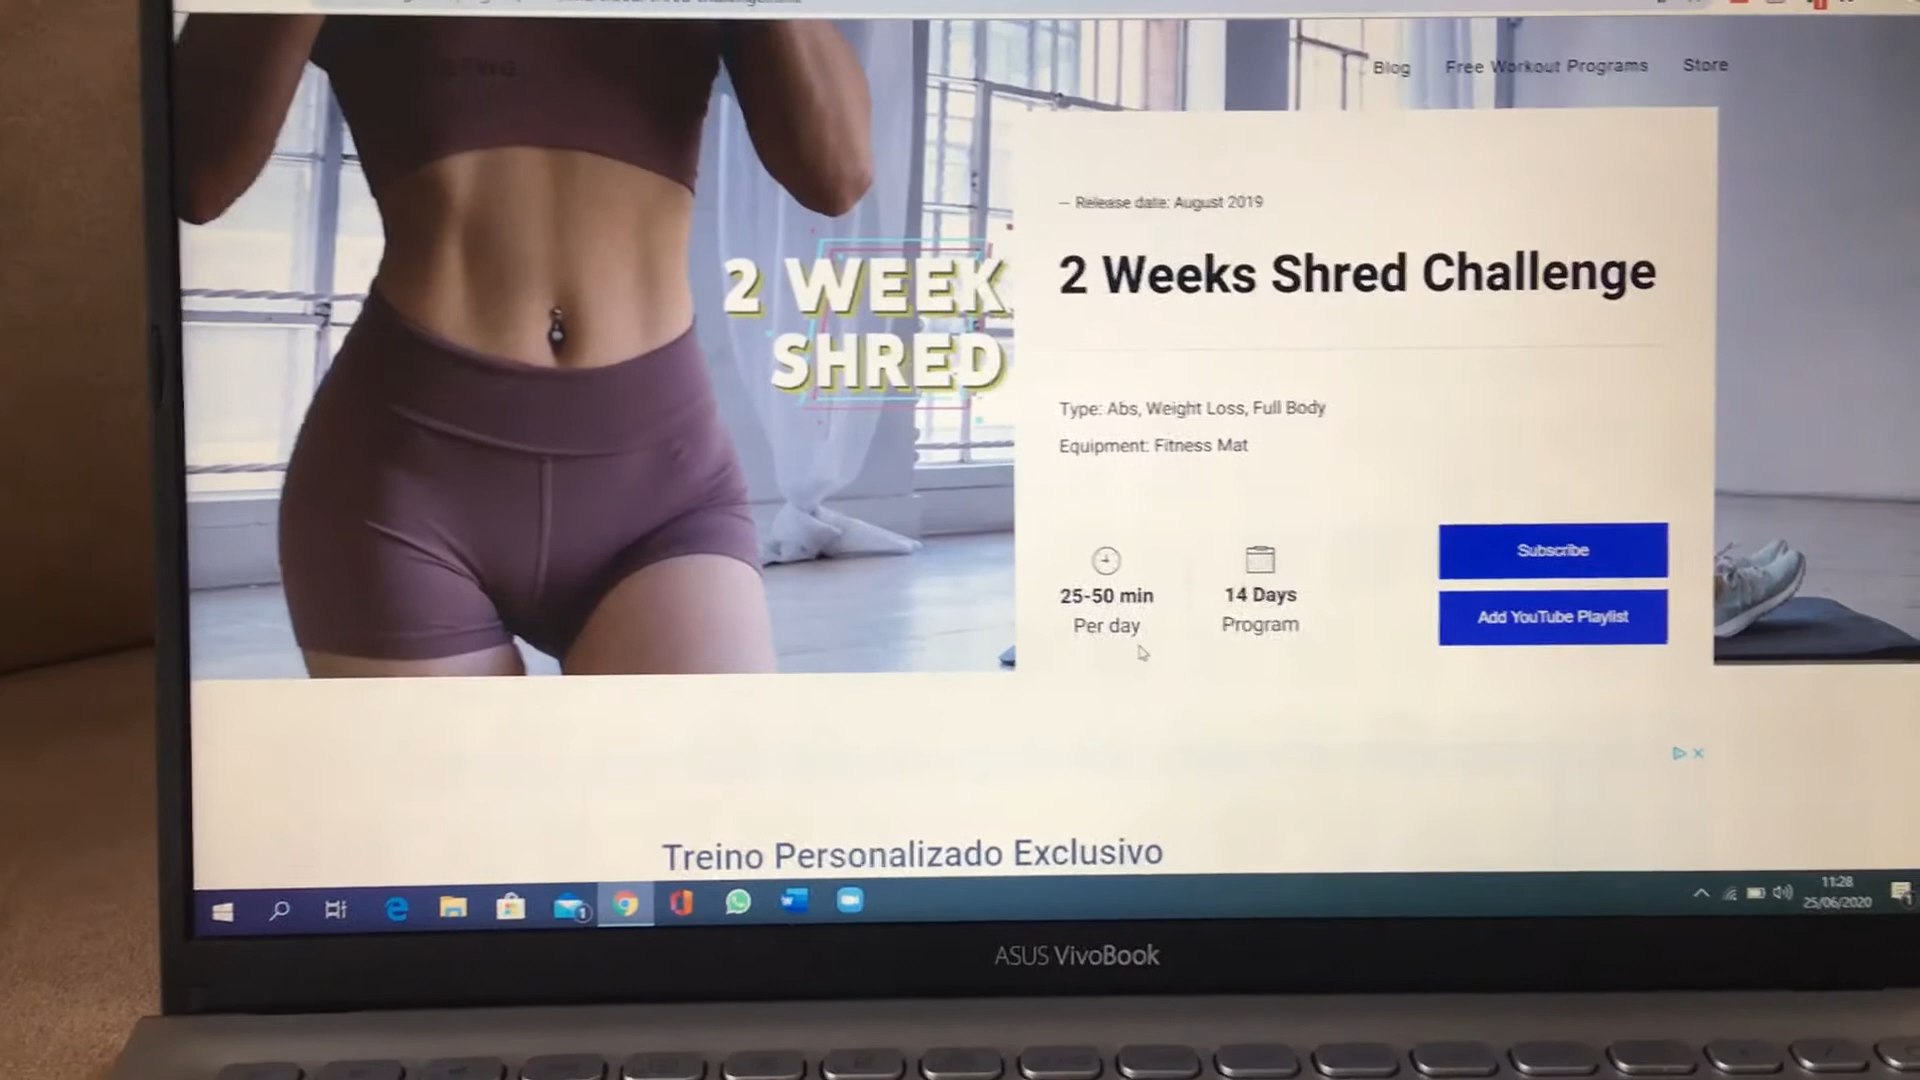 Blog Free Workout Programs Store
— Release date: August 2019
2 Weeks Shred Challenge
2 WEEK
SHRED
Type: Abs, Weight Loss, Full Body
Equipment: Fitness Mat
25-50 min
Per day
14 Days
Program
Subscribe
Add YouTube Playlist
Treino Personalizado Exclusivo
11:28
25/06/2020
ASUS VivoBook